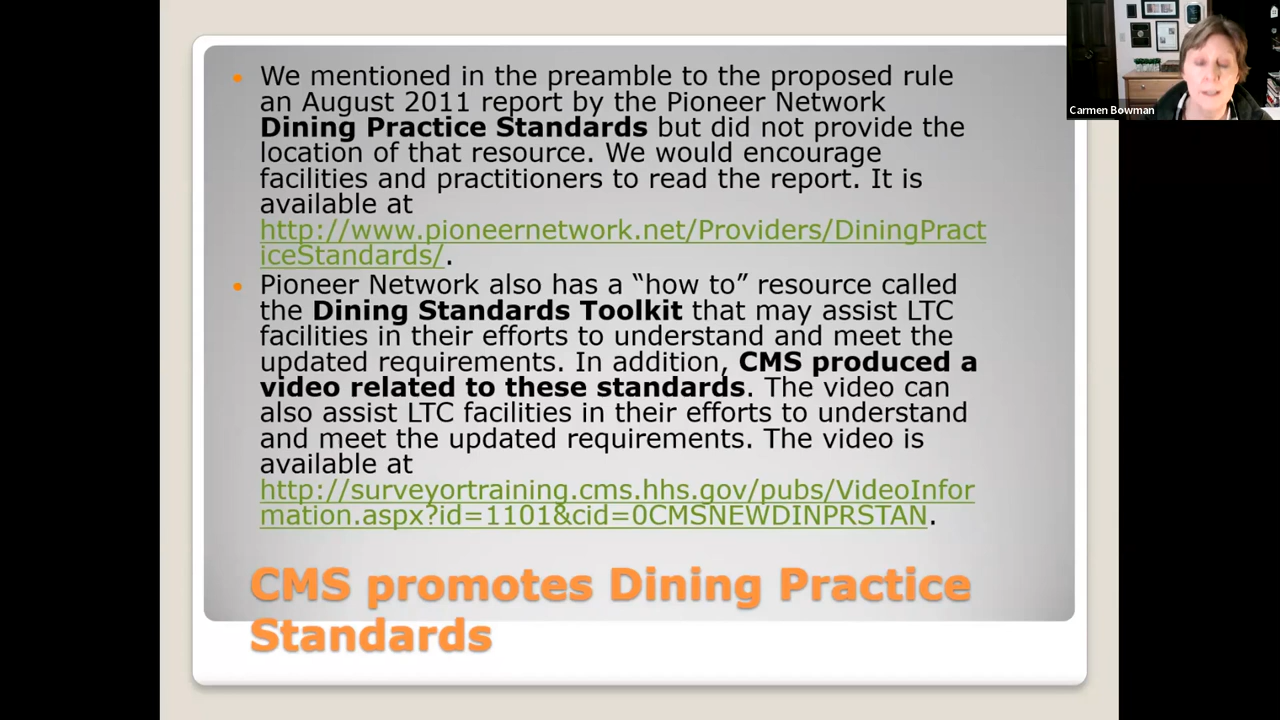 We mentioned in the preamble to the proposed rule
an August 2011 report by the Pioneer Network
Dining Practice Standards but did not provide the
location of that resource. We would encourage
facilities and practitioners to read the report. It is
available at
http://www.pioneernetwork.net/Providers/DiningPract
iceStandards/.
Pioneer Network also has a “how to” resource called
the Dining Standards Toolkit that may assist LTC
facilities in their efforts to understand and meet the
updated requirements. In addition, CMS produced a
video related to these standards. The video can
also assist LTC facilities in their efforts to understand
and meet the updated requirements. The video is
available at
http://surveyortraining.cms.hhs.gov/pubs/VideoInfor
mation.aspx?id=1101&cid=0CMSNEWDINPRSTAN.
CMS promotes Dining Practice
Standards
Carmen Bowman